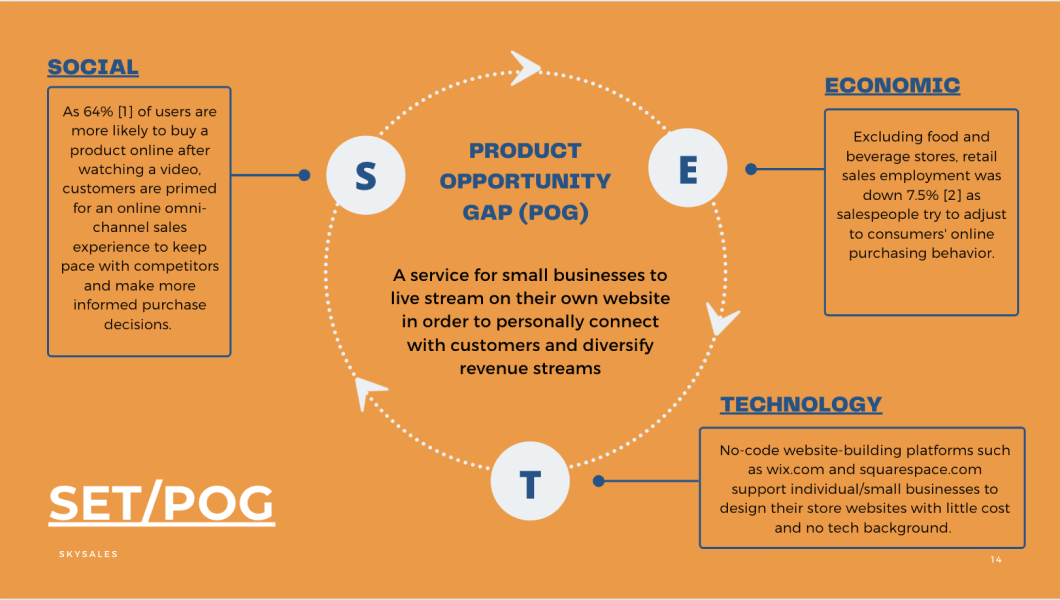 SOCIAL
As 64% [1] of users are
more likely to buy a
product online after
watching a video,
customers are primed
for an online omni-
channel sales
experience to keep
pace with competitors
and make more
informed purchase
decisions.
S
PRODUCT
OPPORTUNITY
GAP (POG)
A service for small businesses to
live stream on their own website
in order to personally connect
with customers and diversify
revenue streams
E
ECONOMIC
Excluding food and
beverage stores, retail
sales employment was
down 7.5% [2] as
salespeople try to adjust
to consumers' online
purchasing behavior.
T
TECHNOLOGY
No-code website-building platforms such
as wix.com and squarespace.com
support individual/small businesses to
design their store websites with little cost
and no tech background.
SET/POG
SKYSALES
14